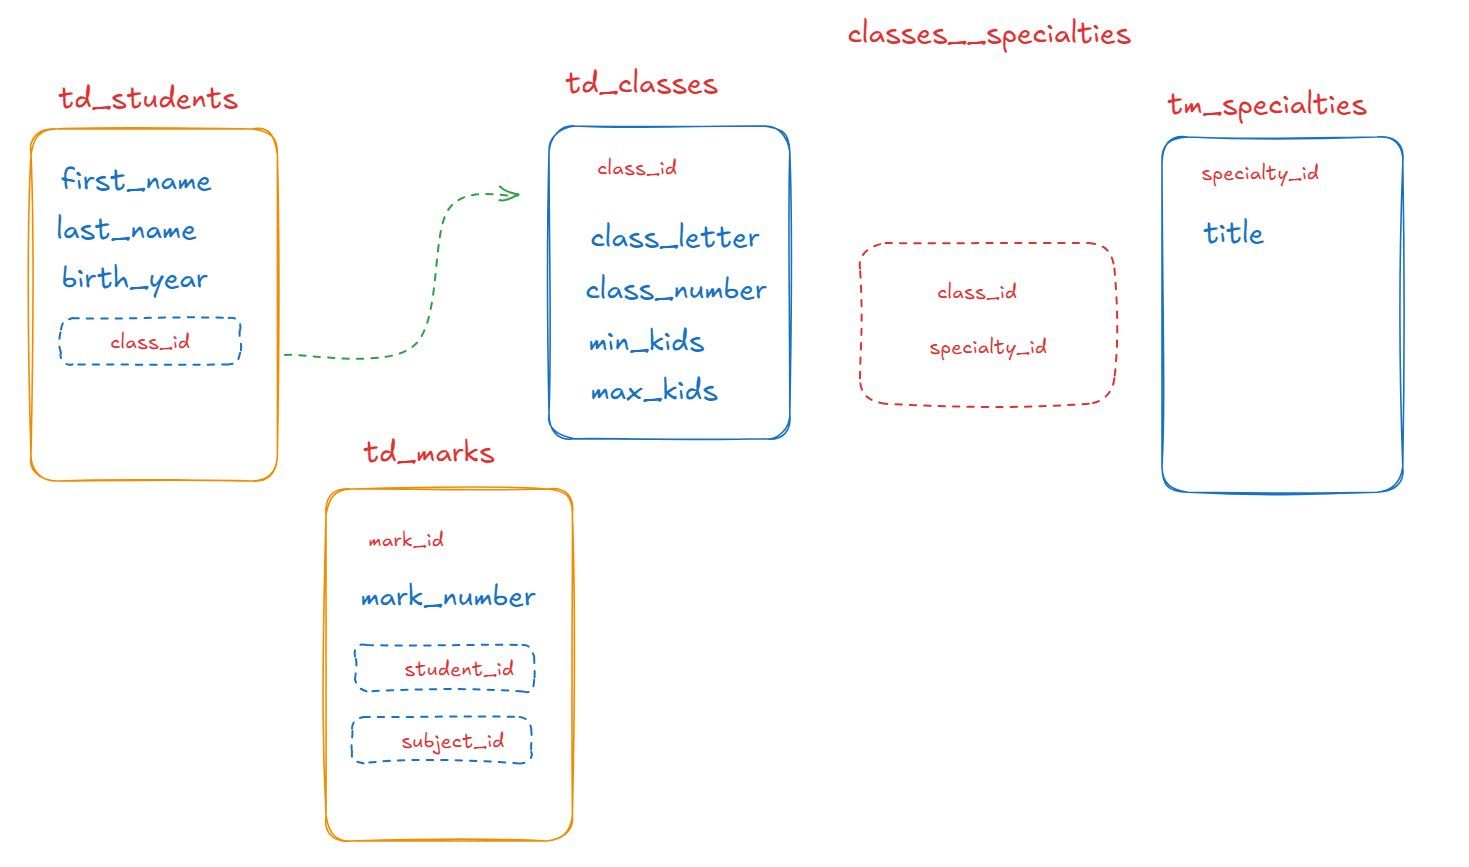 classes__specialties
td_students
first_name
last_name
birth_year
class_id
td_classes
class_id
class_letter
class_number
min_kids
max_kids
class_id
specialty_id
tm_specialties
specialty_id
title
td_marks
mark_id
mark_number
student_id
subject_id